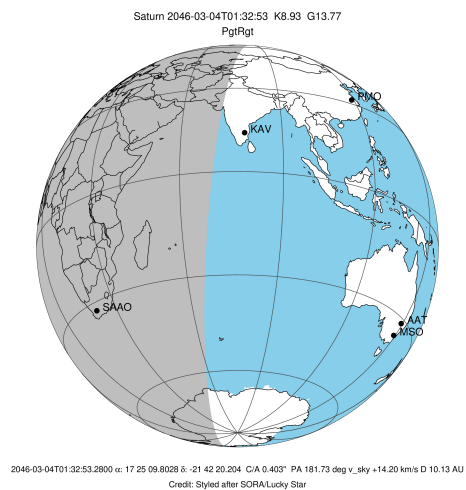 Saturn 2046-03-04T01:32:53 K8.93 G13.77
PgtRgt
PMO
KAV
SAAO
AAT
MSO
2046-03-04T01:32:53.2800 α: 17 25 09.8028 δ: -21 42 20.204 C/A 0.403" PA 181.73 deg v_sky +14.20 km/s D 10.13 AU
Credit: Styled after SORA/Lucky Star